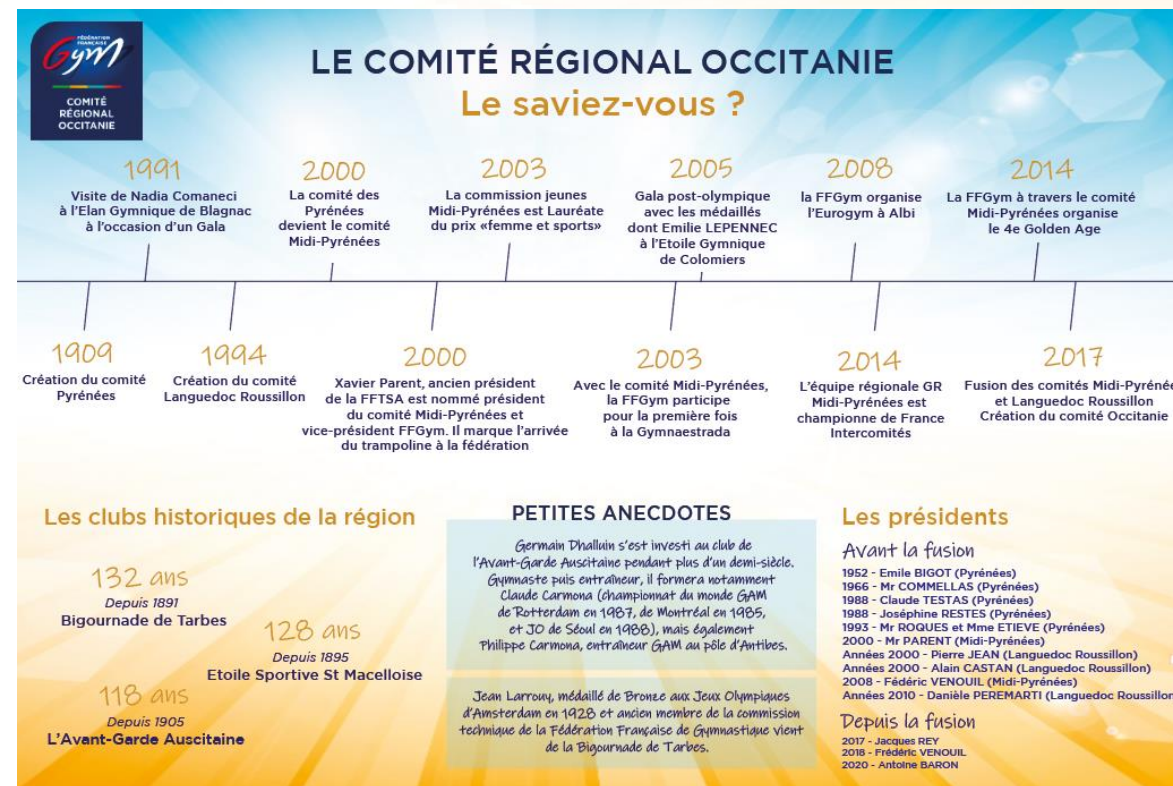 FÉDÉRATION
FRANÇAISE
Gym
COMITÉ
RÉGIONAL
OCCITANIE
LE COMITÉ RÉGIONAL OCCITANIE
Le saviez-vous ?
1991
Visite de Nadia Comaneci
à l'Elan Gymnique de Blagnac
à l'occasion d'un Gala
2000
La comité des
Pyrénées
devient le comité
Midi-Pyrénées
2003
La commission jeunes
Midi-Pyrénées est Lauréate
du prix «femme et sports»
2005
Gala post-olympique
avec les médaillés
dont Emilie LEPENNEC
à l'Etoile Gymnique
de Colomiers
2008
la FFGym organise
l'Eurogym à Albi
2014
La FFGym à travers le comité
Midi-Pyrénées organise
le 4e Golden Age
1909
Création du comité
Pyrénées
1994
Création du comité
Languedoc Roussillon
2000
Xavier Parent, ancien président
de la FFTSA est nommé président
du comité Midi-Pyrénées et
vice-président FFGym. Il marque l'arrivée
du trampoline à la fédération
2003
Avec le comité Midi-Pyrénées,
la FFGym participe
pour la première fois
à la Gymnaestrada
2014
L'équipe régionale GR
Midi-Pyrénées est
championne de France
Intercomités
2017
Fusion des comités Midi-Pyréné
et Languedoc Roussillon
Création du comité Occitanie
Les clubs historiques de la région
132 ans
Depuis 1891
Bigournade de Tarbes
128 ans
Depuis 1895
Etoile Sportive St Macelloise
118 ans
Depuis 1905
L'Avant-Garde Auscitaine
PETITES ANECDOTES
Germain Dhalluin s'est investi au club de
l'Avant-Garde Auscitaine pendant plus d'un demi-siècle.
Gymnaste puis entraîneur, il formera notamment
Claude Carmona (championnat du monde GAM
de Rotterdam en 1987, de Montréal en 1985,
et JO de Séoul en 1988), mais également
Philippe Carmona, entraîneur GAM au pôle d'Antibes.
Jean Larrouy, médaillé de Bronze aux Jeux Olympiques
d'Amsterdam en 1928 et ancien membre de la commission
technique de la Fédération Française de Gymnastique vient
de la Bigournade de Tarbes.
Les présidents
Avant la fusion
1952 - Emile BIGOT (Pyrénées)
1966 - Mr COMMELLAS (Pyrénées)
1988 - Claude TESTAS (Pyrénées)
1988 - Joséphine RESTES (Pyrénées)
1993 - Mr ROQUES et Mme ETIEVE (Pyrénées)
2000 - Mr PARENT (Midi-Pyrénées)
Années 2000 - Pierre JEAN (Languedoc Roussillon)
Années 2000 - Alain CASTAN (Languedoc Roussillon)
2008 - Fédéric VENOUIL (Midi-Pyrénées)
Années 2010 - Danièle PEREMARTI (Languedoc Roussillon
Depuis la fusion
2017 - Jacques REY
2018 - Frédéric VENOUIL
2020 - Antoine BARON